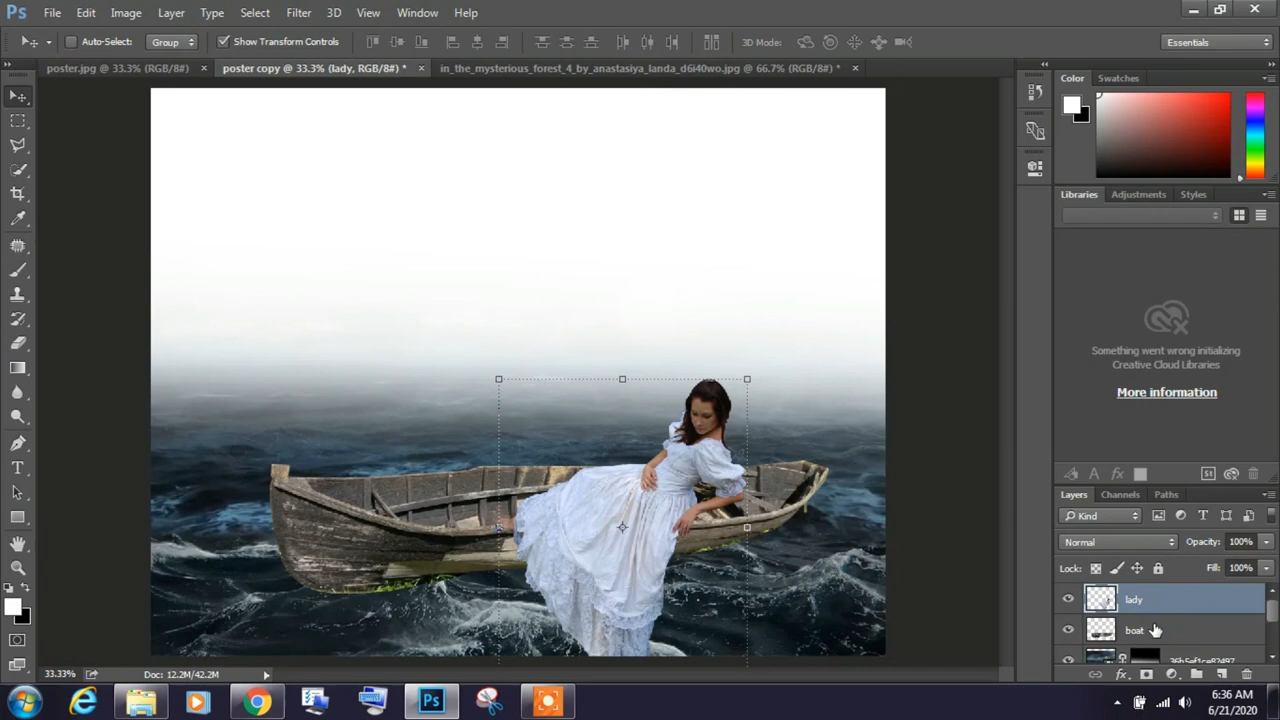 Ps File Edit Image Layer Type Select Filter 3D View Window Help
Auto-Select: Group Show Transform Controls 3D Mode: Essentials
poster.jpg @ 33.3% (RGB/8#) × poster copy @ 33.3% (lady, RGB/8#) * × in_the_mysterious_forest_4_by_anastasiya_landa_d6i40wo.jpg @ 66.7% (RGB/8#) * ×
Color Swatches
Libraries Adjustments Styles
Something went wrong initializing
Creative Cloud Libraries
More information
Layers Channels Paths
Kind
Normal Opacity: 100%
Lock: Fill: 100%
lady
boat
36b5ef1ce82497
33.33% Doc: 12.2M/42.2M
Ps
6:36 AM
6/21/2020